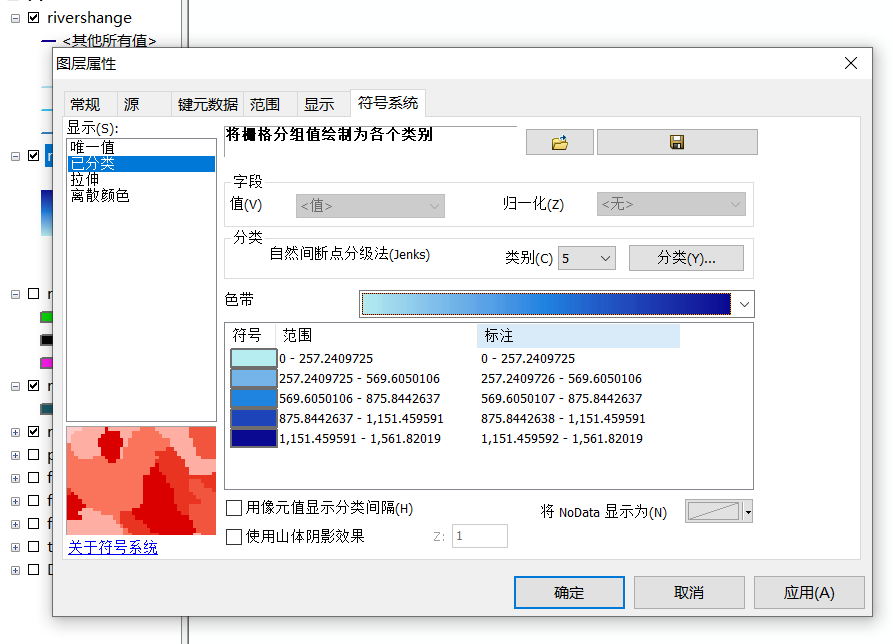 rivershange
<其他所有值>
图层属性
常规 源 键元数据 范围 显示 符号系统
显示(S):
唯一值
已分类
拉伸
离散颜色
将栅格分组值绘制为各个类别
字段
值(V) <值> 归一化(Z) <无>
分类
自然间断点分级法(Jenks) 类别(C) 5 分类(Y)...
色带
符号 范围 标注
0 - 257.2409725 0 - 257.2409725
257.2409725 - 569.6050106 257.2409726 - 569.6050106
569.6050106 - 875.8442637 569.6050107 - 875.8442637
875.8442637 - 1,151.459591 875.8442638 - 1,151.459591
1,151.459591 - 1,561.82019 1,151.459592 - 1,561.82019
用像元值显示分类间隔(H) 将 NoData 显示为(N)
使用山体阴影效果 Z: 1
关于符号系统
确定 取消 应用(A)